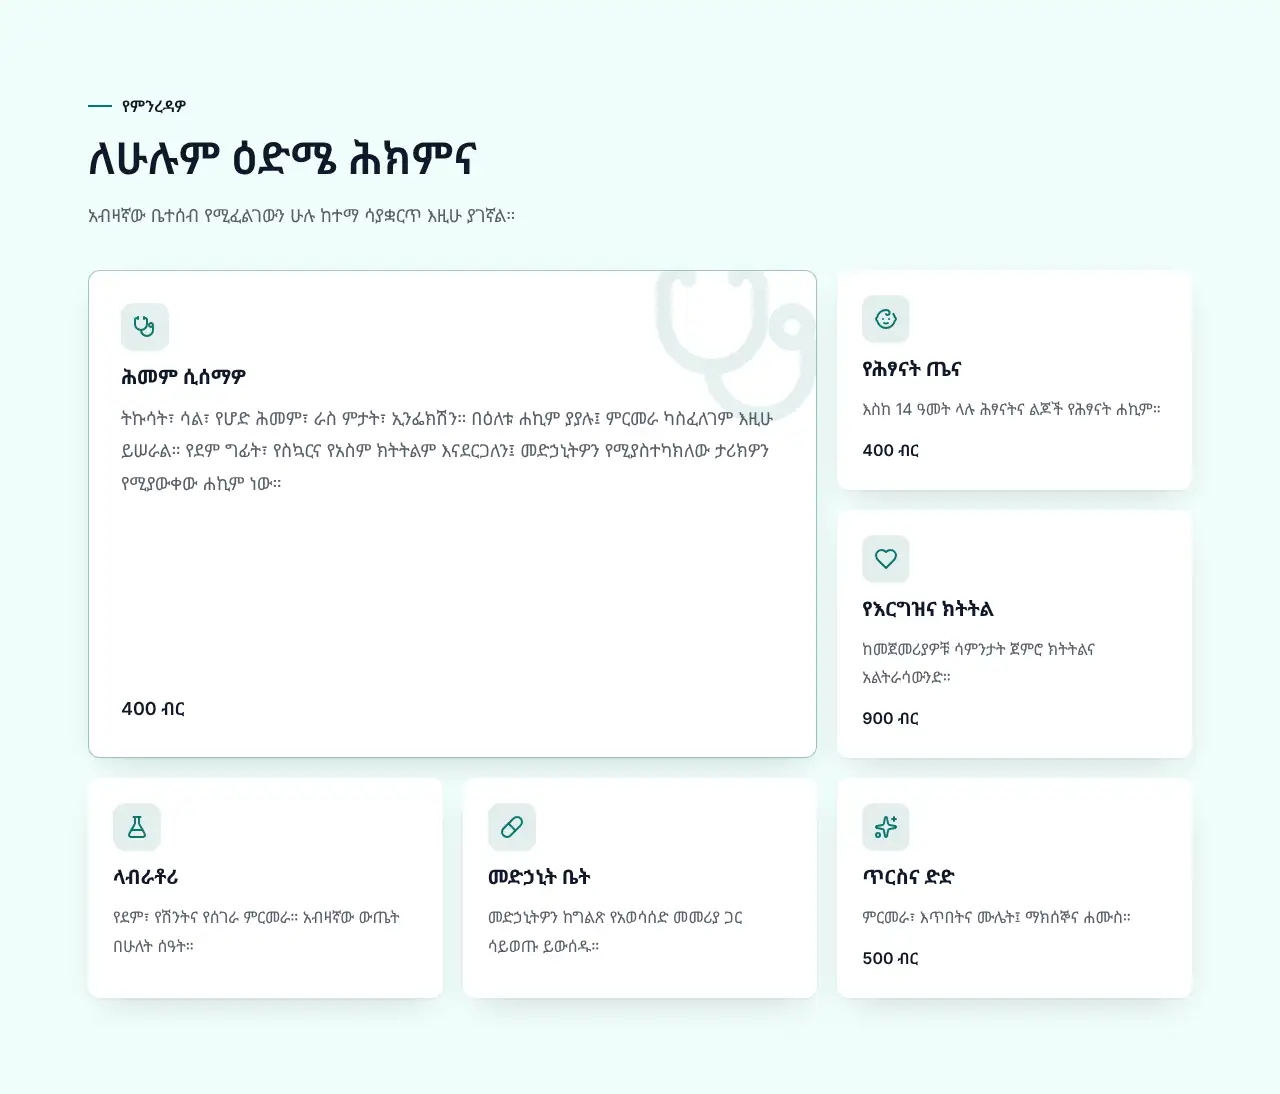 የምንረዳዎ
ለሁሉም ዕድሜ ሕክምና
አብዛኛው ቤተሰብ የሚፈልገውን ሁሉ ከተማ ሳያቋርጥ እዚሁ ያገኛል።
ሕመም ሲሰማዎ
ትኩሳት፣ ሳል፣ የሆድ ሕመም፣ ራስ ምታት፣ ኢንፌክሽን። በዕለቱ ሐኪም ያያሉ፤ ምርመራ ካስፈለገም እዚሁ
ይሠራል። የደም ግፊት፣ የስኳርና የአስም ክትትልም እናደርጋለን፤ መድኃኒትዎን የሚያስተካክለው ታሪክዎን
የሚያውቀው ሐኪም ነው።
400 ብር
የሕፃናት ጤና
እስከ 14 ዓመት ላሉ ሕፃናትና ልጆች የሕፃናት ሐኪም።
400 ብር
የእርግዝና ክትትል
ከመጀመሪያዎቹ ሳምንታት ጀምሮ ክትትልና
አልትራሳውንድ።
900 ብር
ላብራቶሪ
የደም፣ የሽንትና የሰገራ ምርመራ። አብዛኛው ውጤት
በሁለት ሰዓት።
መድኃኒት ቤት
መድኃኒትዎን ከግልጽ የአወሳሰድ መመሪያ ጋር
ሳይወጡ ይውሰዱ።
ጥርስና ድድ
ምርመራ፣ እጥበትና ሙሌት፤ ማክሰኞና ሐሙስ።
500 ብር